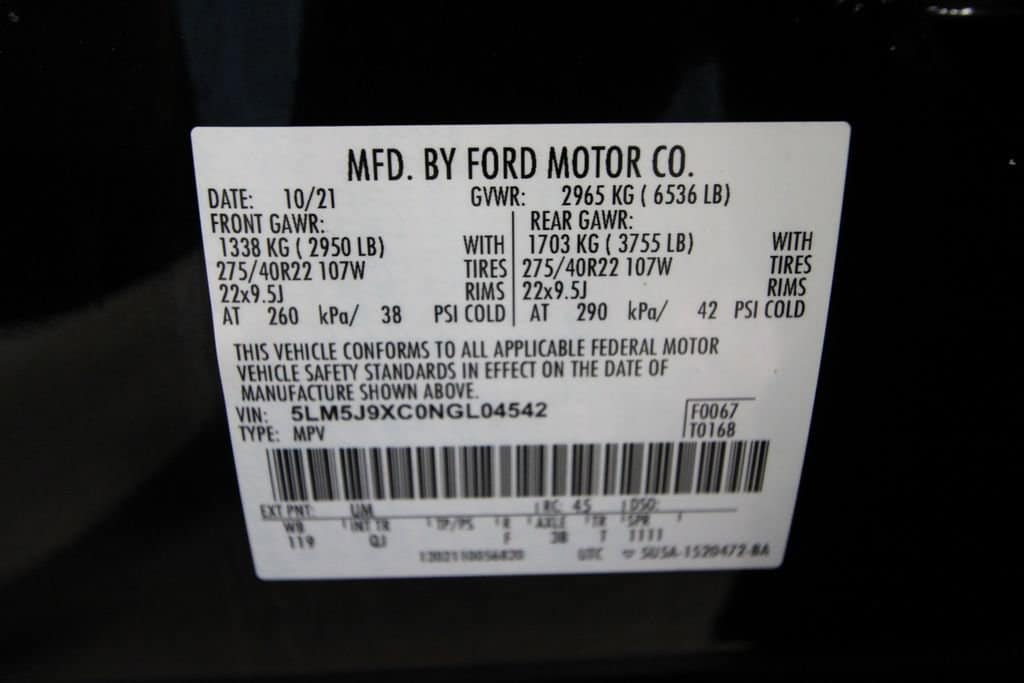 MFD. BY FORD MOTOR CO.
DATE: 10/21 GVWR: 2965 KG ( 6536 LB)
FRONT GAWR: REAR GAWR:
1338 KG ( 2950 LB) WITH 1703 KG ( 3755 LB) WITH
275/40R22 107W TIRES 275/40R22 107W TIRES
22x9.5J RIMS 22x9.5J RIMS
AT 260 kPa/ 38 PSI COLD AT 290 kPa/ 42 PSI COLD
THIS VEHICLE CONFORMS TO ALL APPLICABLE FEDERAL MOTOR
VEHICLE SAFETY STANDARDS IN EFFECT ON THE DATE OF
MANUFACTURE SHOWN ABOVE.
VIN: 5LM5J9XC0NGL04542 F0067
TYPE: MPV T0168
EXT PNT: UM RC: 45 DSO:
WB INT TR TP/PS R AXLE TR SPR
119 QJ F 3B T 1111
UTC 5U5A-1520472-BA